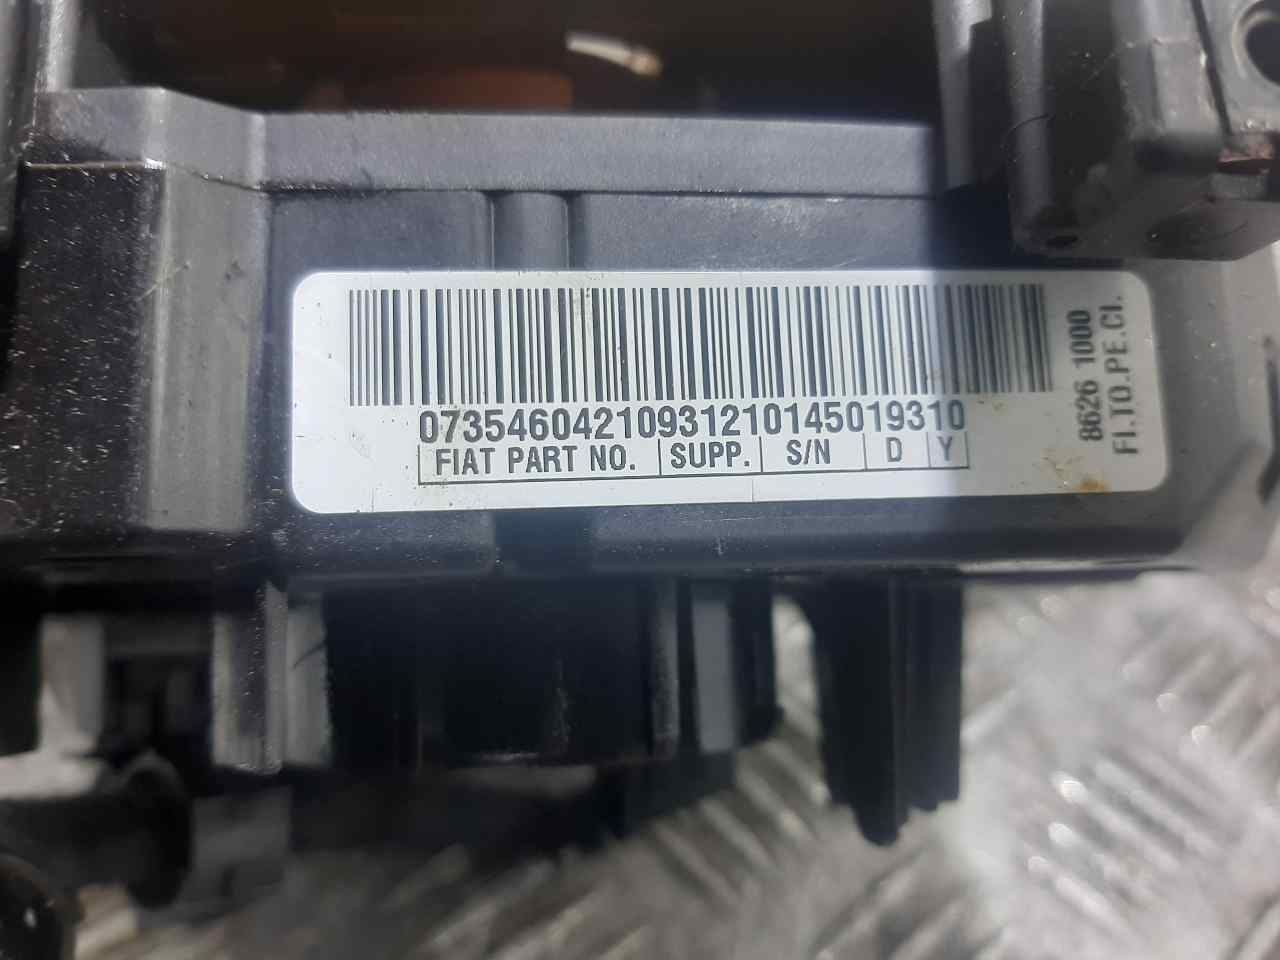 07354604210931210145019310
FIAT PART NO. SUPP. S/N D Y
8626 1000
FI.TO.PE.CI.